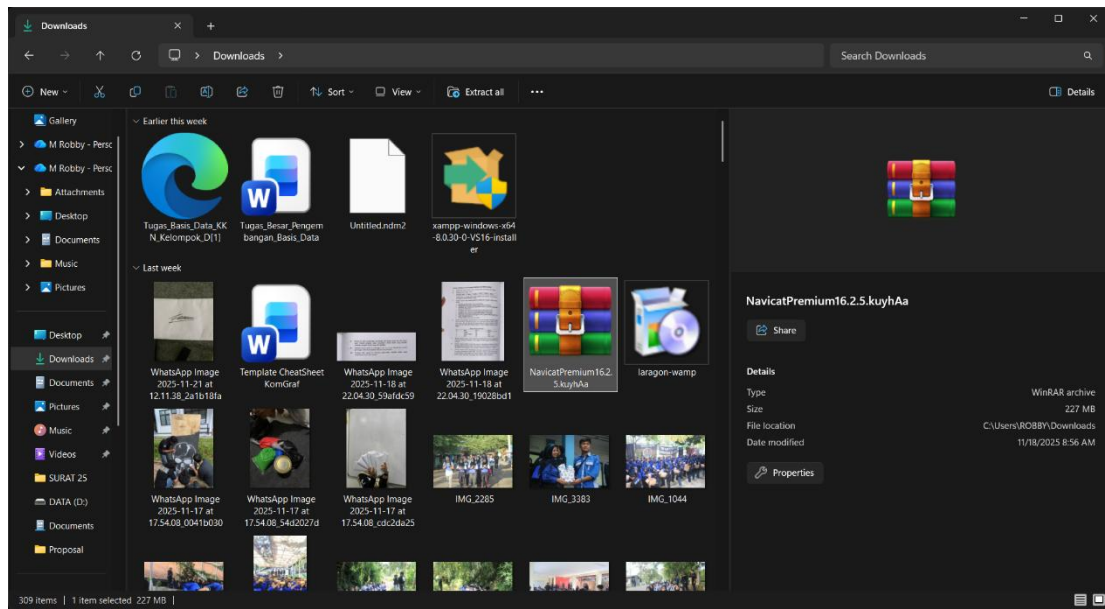 Downloads
Downloads
Search Downloads
New
Sort
View
Extract all
Details
Gallery
M Robby - Persc
M Robby - Persc
Attachments
Desktop
Documents
Music
Pictures
Desktop
Downloads
Documents
Pictures
Music
Videos
SURAT 25
DATA (D:)
Documents
Proposal
Earlier this week
Tugas_Basis_Data_KK
N_Kelompok_D[1]
Tugas_Besar_Pengem
bangan_Basis_Data
Untitled.ndm2
xampp-windows-x64
-8.0.30-0-VS16-install
er
Last week
WhatsApp Image
2025-11-21 at
12.11.38_2a1b18fa
Template CheatSheet
KomGraf
WhatsApp Image
2025-11-18 at
22.04.30_59afdc59
WhatsApp Image
2025-11-18 at
22.04.30_19028bd1
NavicatPremium16.2.
5.kuyhAa
laragon-wamp
WhatsApp Image
2025-11-17 at
17.54.08_0041b030
WhatsApp Image
2025-11-17 at
17.54.08_54d2027d
WhatsApp Image
2025-11-17 at
17.54.08_cdc2da25
IMG_2285
IMG_3383
IMG_1044
NavicatPremium16.2.5.kuyhAa
Share
Details
Type WinRAR archive
Size 227 MB
File location C:\Users\ROBBY\Downloads
Date modified 11/18/2025 8:56 AM
Properties
309 items | 1 item selected 227 MB |